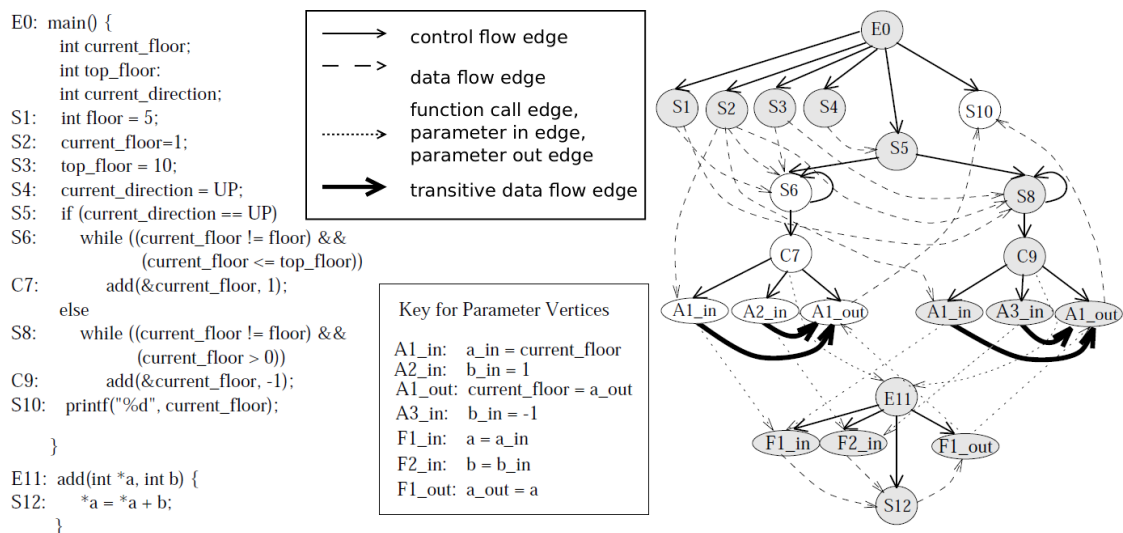 E0: main() {
int current_floor;
int top_floor:
int current_direction;
S1: int floor = 5;
S2: current_floor=1;
S3: top_floor = 10;
S4: current_direction = UP;
S5: if (current_direction == UP)
S6: while ((current_floor != floor) &&
(current_floor <= top_floor))
C7: add(&current_floor, 1);
else
S8: while ((current_floor != floor) &&
(current_floor > 0))
C9: add(&current_floor, -1);
S10: printf("%d", current_floor);
}
E11: add(int *a, int b) {
S12: *a = *a + b;
}
control flow edge
data flow edge
function call edge,
parameter in edge,
parameter out edge
transitive data flow edge
Key for Parameter Vertices
A1_in: a_in = current_floor
A2_in: b_in = 1
A1_out: current_floor = a_out
A3_in: b_in = -1
F1_in: a = a_in
F2_in: b = b_in
F1_out: a_out = a
E0
S1
S2
S3
S4
S10
S5
S6
S8
C7
C9
A1_in
A2_in
A1_out
A1_in
A3_in
A1_out
E11
F1_in
F2_in
F1_out
S12